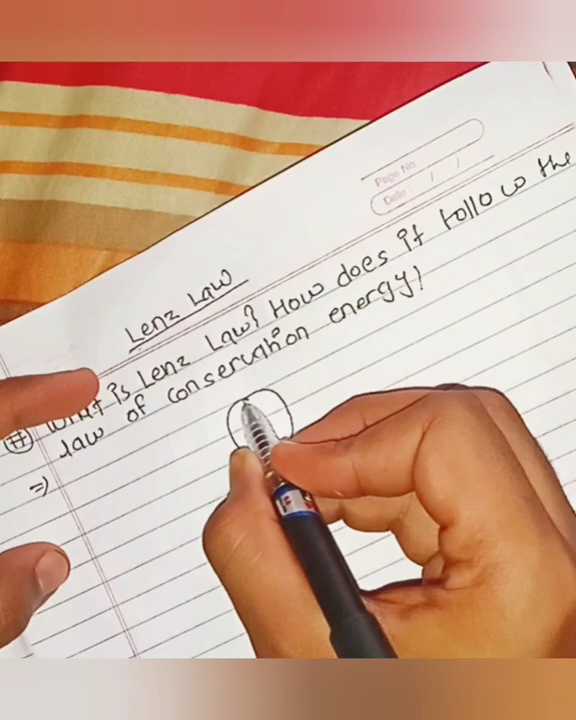 Page No.
Date: / /
Lenz Law
# What is Lenz Law? How does it follow the
law of conservation energy?
⇒